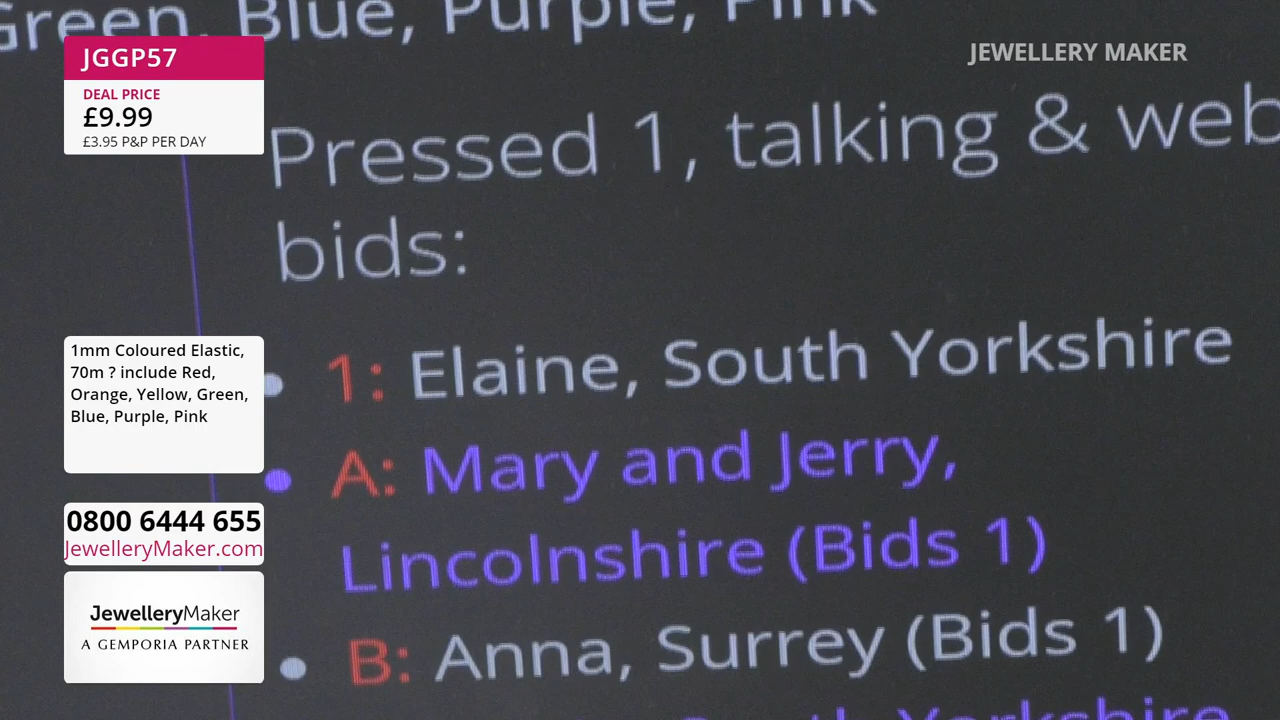 Green, Blue, Purple, Pink
JGGP57
JEWELLERY MAKER
DEAL PRICE
£9.99
£3.95 P&P PER DAY
Pressed 1, talking & web
bids:
1mm Coloured Elastic,
70m ? include Red,
Orange, Yellow, Green,
Blue, Purple, Pink
1: Elaine, South Yorkshire
A: Mary and Jerry,
Lincolnshire (Bids 1)
B: Anna, Surrey (Bids 1)
South Yorkshire
0800 6444 655
JewelleryMaker.com
JewelleryMaker
A GEMPORIA PARTNER